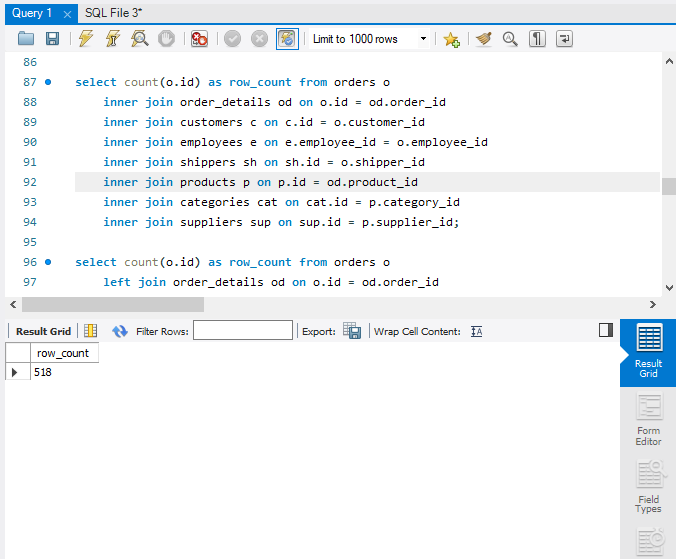 Query 1
SQL File 3*
Limit to 1000 rows
86
87 select count(o.id) as row_count from orders o
88 inner join order_details od on o.id = od.order_id
89 inner join customers c on c.id = o.customer_id
90 inner join employees e on e.employee_id = o.employee_id
91 inner join shippers sh on sh.id = o.shipper_id
92 inner join products p on p.id = od.product_id
93 inner join categories cat on cat.id = p.category_id
94 inner join suppliers sup on sup.id = p.supplier_id;
95
96 select count(o.id) as row_count from orders o
97 left join order_details od on o.id = od.order_id
Result Grid
Filter Rows:
Export:
Wrap Cell Content:
row_count
518
Result
Grid
Form
Editor
Field
Types